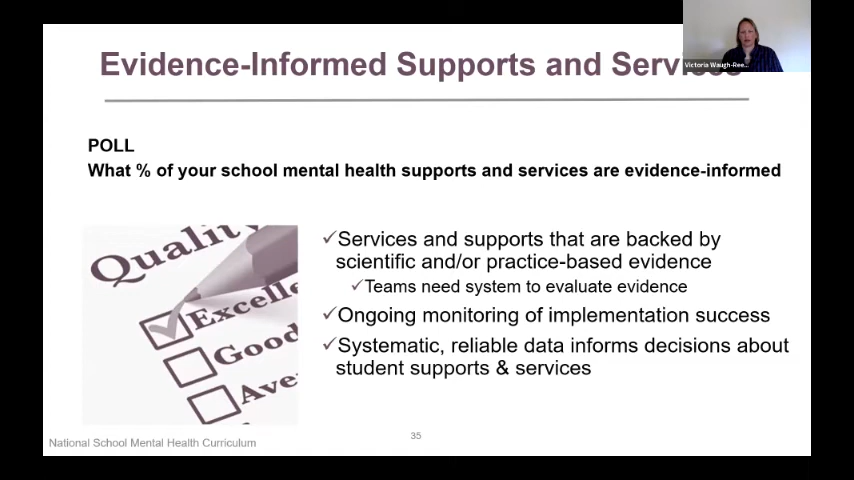 Evidence-Informed Supports and Services
Victoria Waugh-Ree...
POLL
What % of your school mental health supports and services are evidence-informed
Quality
Excelle
Good
Ave
✓Services and supports that are backed by
scientific and/or practice-based evidence
✓Teams need system to evaluate evidence
✓Ongoing monitoring of implementation success
✓Systematic, reliable data informs decisions about
student supports & services
National School Mental Health Curriculum
35